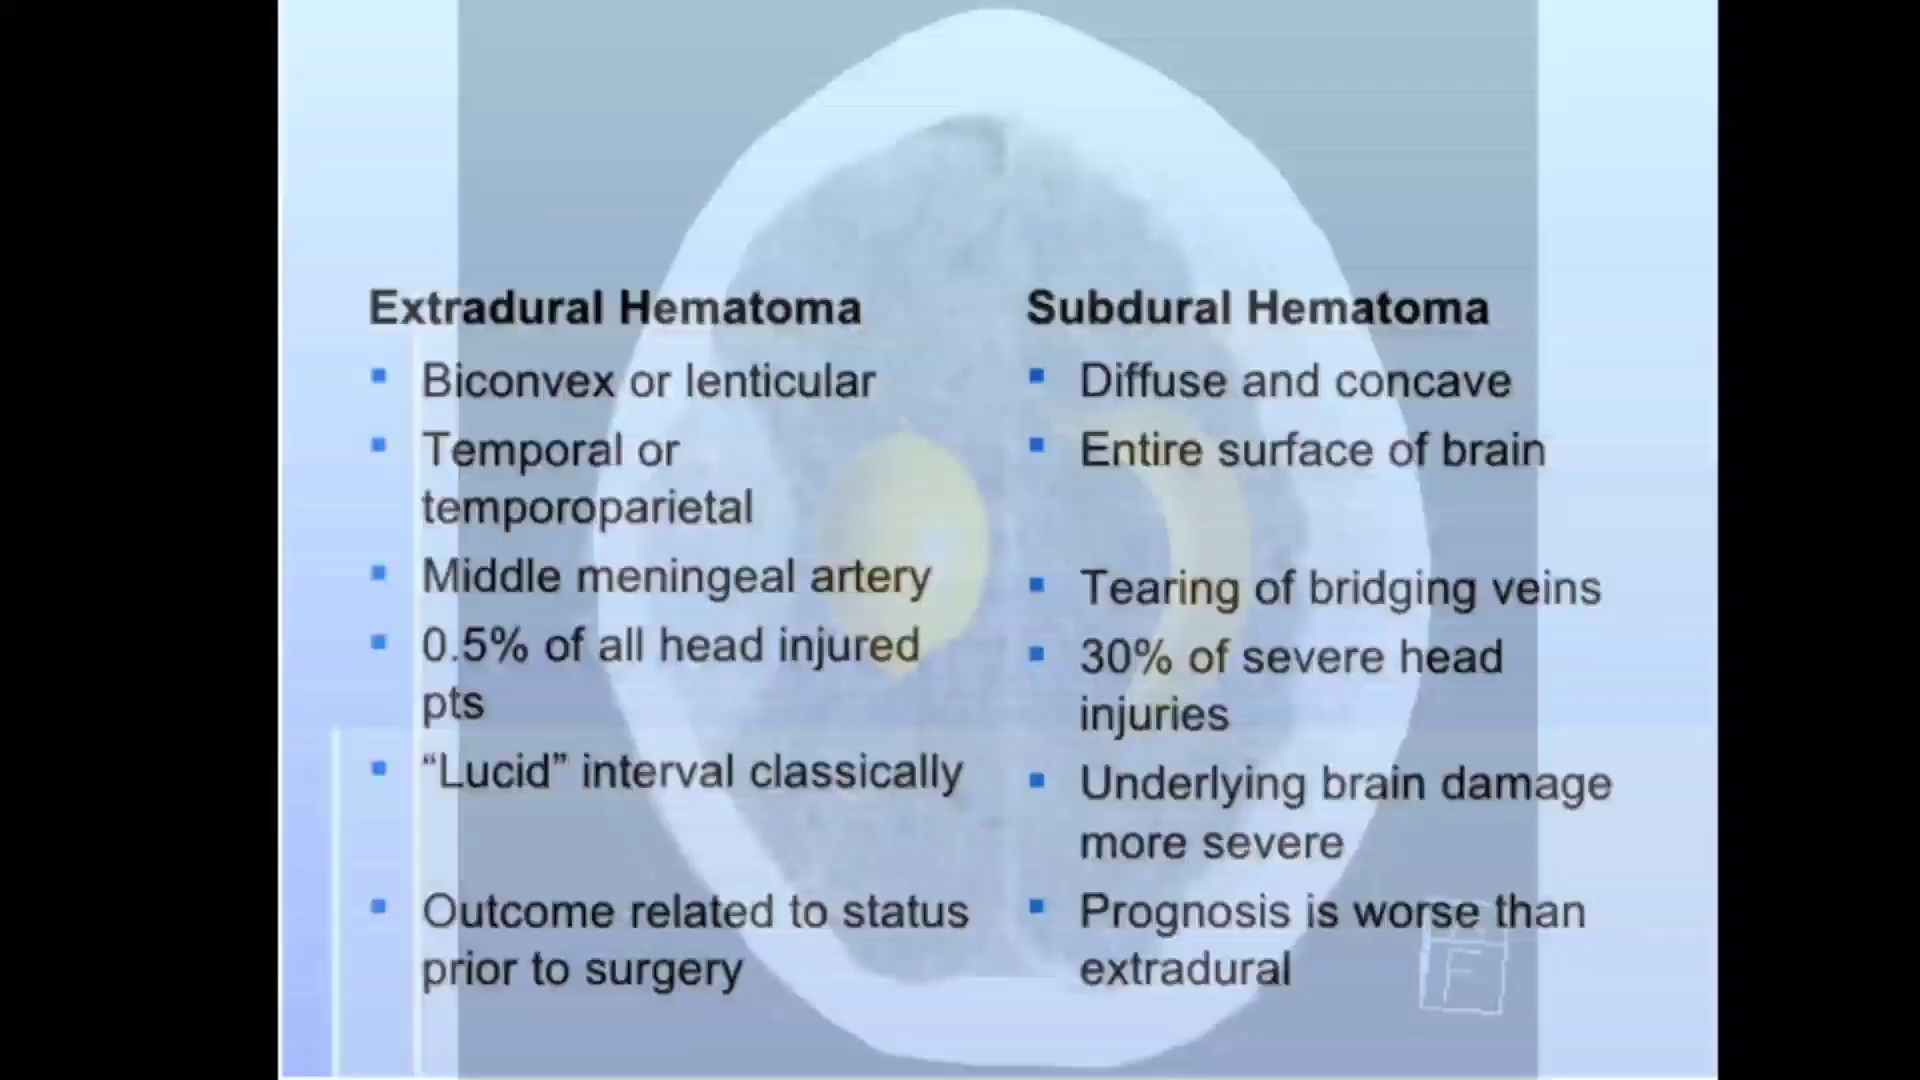 Extradural Hematoma
Biconvex or lenticular
Temporal or
temporoparietal
Middle meningeal artery
0.5% of all head injured
pts
“Lucid” interval classically
Outcome related to status
prior to surgery
Subdural Hematoma
Diffuse and concave
Entire surface of brain
Tearing of bridging veins
30% of severe head
injuries
Underlying brain damage
more severe
Prognosis is worse than
extradural
F